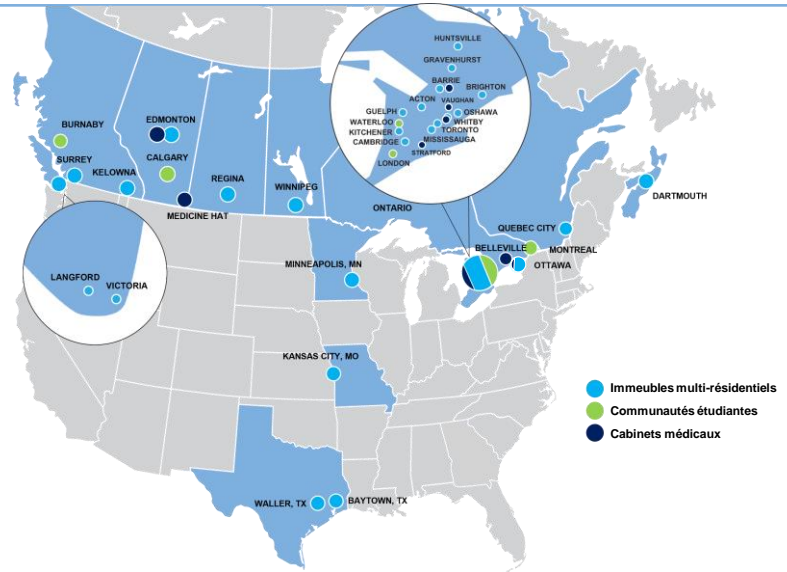 HUNTSVILLE
GRAVENHURST
BARRIE
BRIGHTON
ACTON
VAUGHAN
GUELPH
OSHAWA
WATERLOO
WHITBY
KITCHENER
TORONTO
CAMBRIDGE
MISSISSAUGA
STRATFORD
LONDON
BURNABY
EDMONTON
SURREY
CALGARY
KELOWNA
REGINA
WINNIPEG
MEDICINE HAT
ONTARIO
DARTMOUTH
QUEBEC CITY
BELLEVILLE
MONTREAL
OTTAWA
LANGFORD
VICTORIA
MINNEAPOLIS, MN
KANSAS CITY, MO
Immeubles multi-résidentiels
Communautés étudiantes
Cabinets médicaux
WALLER, TX
BAYTOWN, TX